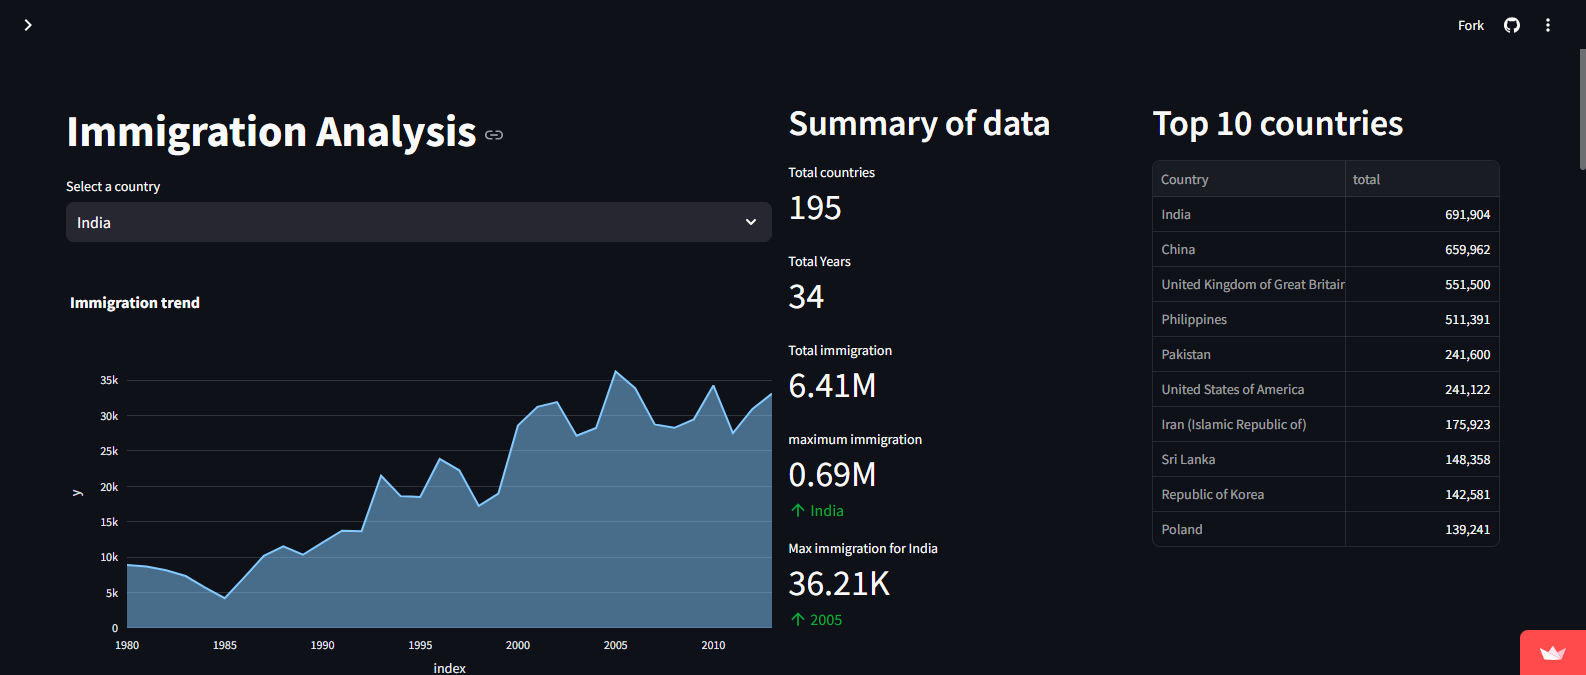 Fork
Immigration Analysis
Select a country
India
Immigration trend
35k
30k
25k
20k
15k
10k
5k
0
y
1980 1985 1990 1995 2000 2005 2010
index
Summary of data
Total countries
195
Total Years
34
Total immigration
6.41M
maximum immigration
0.69M
India
Max immigration for India
36.21K
2005
Top 10 countries
Country total
India 691,904
China 659,962
United Kingdom of Great Britain 551,500
Philippines 511,391
Pakistan 241,600
United States of America 241,122
Iran (Islamic Republic of) 175,923
Sri Lanka 148,358
Republic of Korea 142,581
Poland 139,241